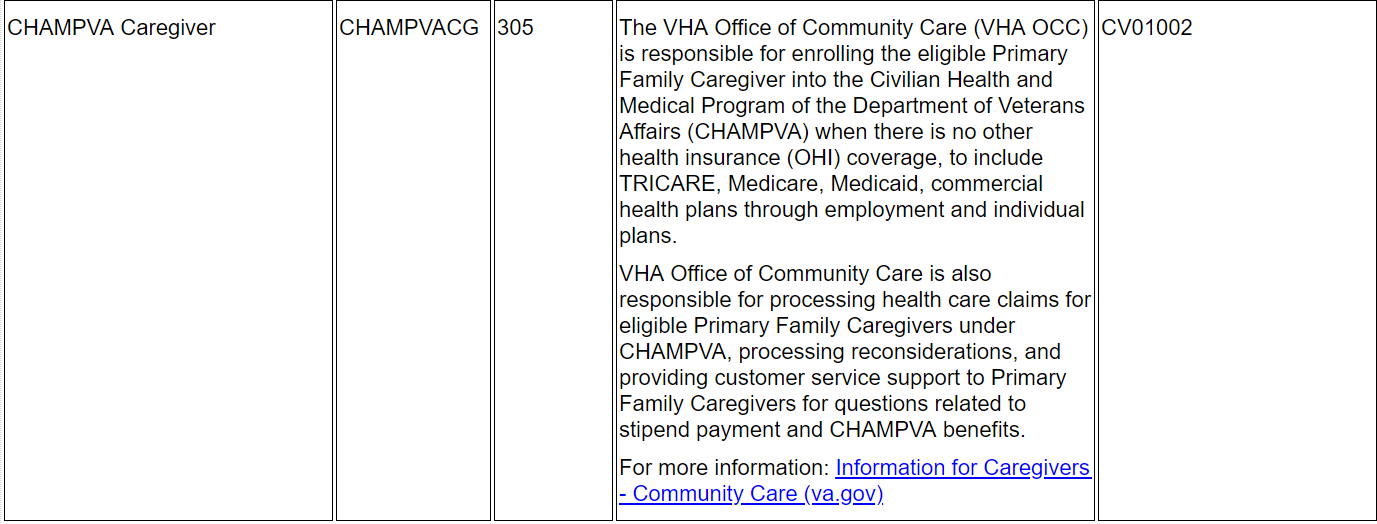 CHAMPVA Caregiver
CHAMPVACG
305
The VHA Office of Community Care (VHA OCC)
is responsible for enrolling the eligible Primary
Family Caregiver into the Civilian Health and
Medical Program of the Department of Veterans
Affairs (CHAMPVA) when there is no other
health insurance (OHI) coverage, to include
TRICARE, Medicare, Medicaid, commercial
health plans through employment and individual
plans.
VHA Office of Community Care is also
responsible for processing health care claims for
eligible Primary Family Caregivers under
CHAMPVA, processing reconsiderations, and
providing customer service support to Primary
Family Caregivers for questions related to
stipend payment and CHAMPVA benefits.
For more information: Information for Caregivers
- Community Care (va.gov)
CV01002